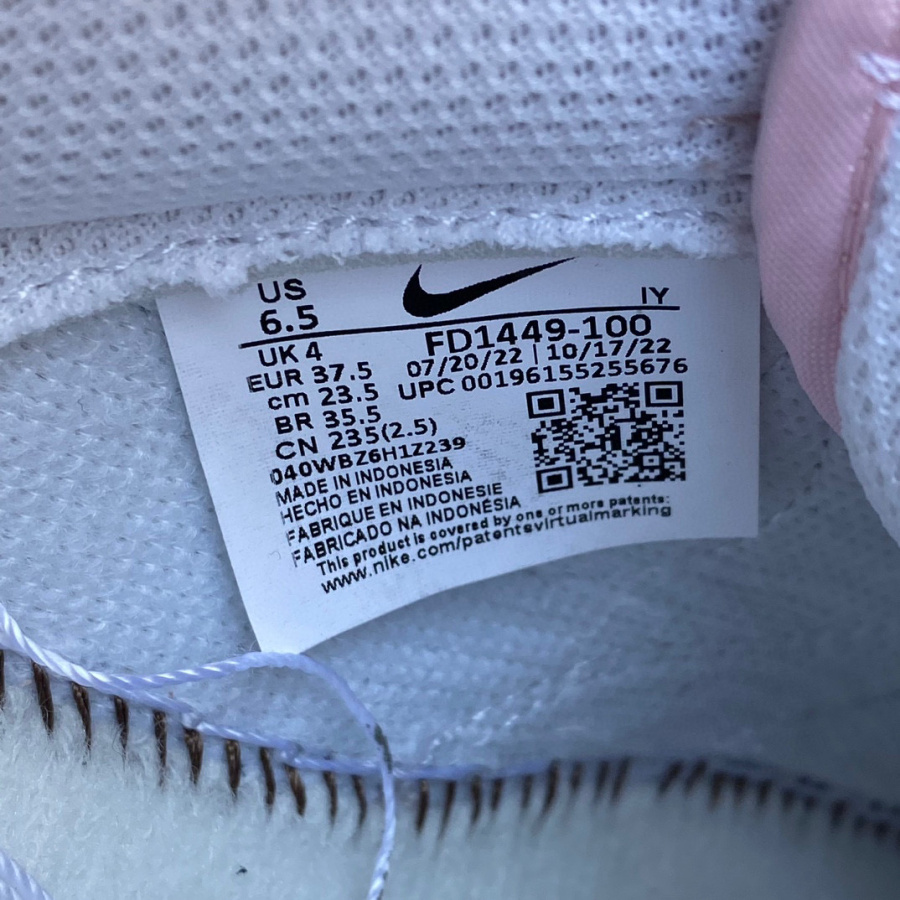 US
6.5
IY
UK 4
EUR 37.5
cm 23.5
BR 35.5
CN 235(2.5)
FD1449-100
07/20/22 | 10/17/22
UPC 00196155255676
040WBZ6H1Z239
MADE IN INDONESIA
HECHO EN INDONESIA
FABRIQUE EN INDONESIE
FABRICADO NA INDONÉSIA
This product is covered by one or more patents:
www.nike.com/patentsvirtualmarking